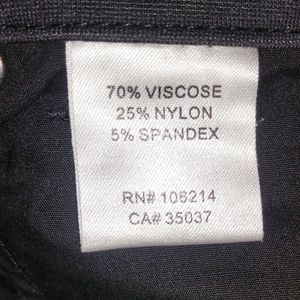 70% VISCOSE
25% NYLON
5% SPANDEX
RN# 106214
CA# 35037